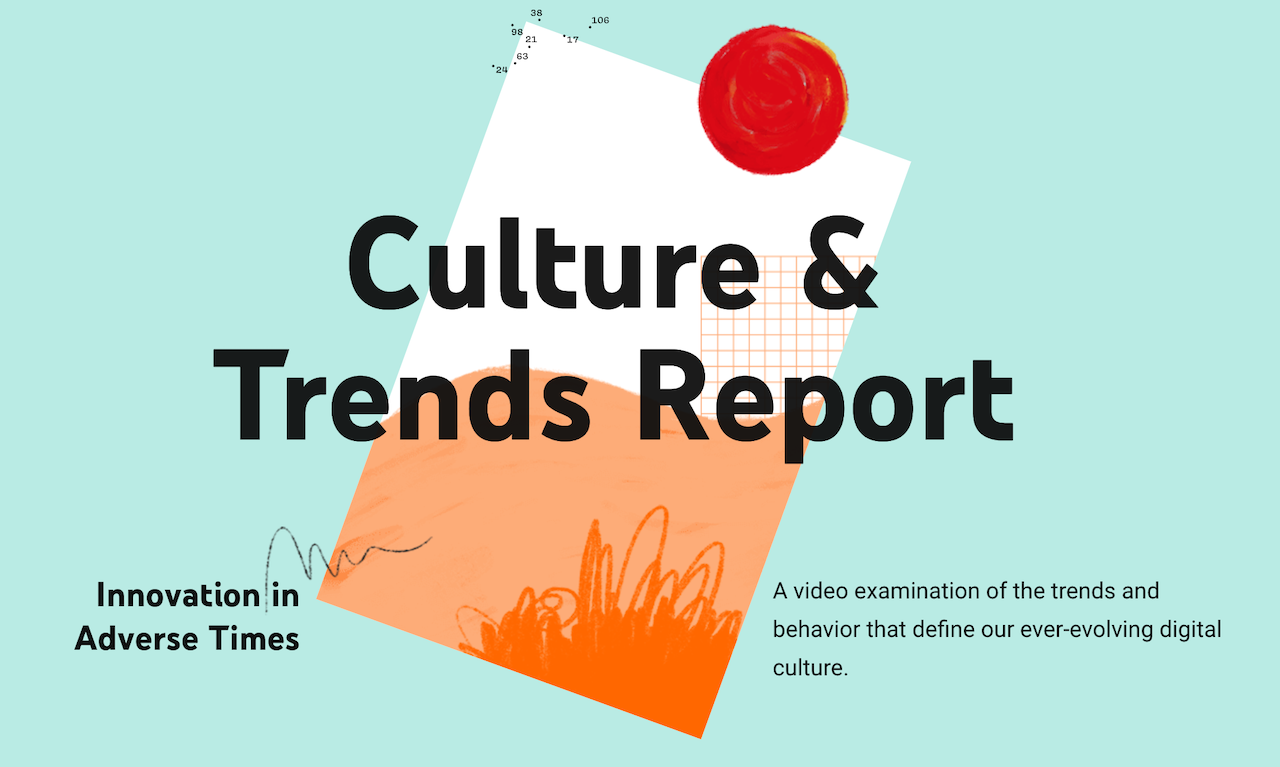 38
106
98
21
17
63
24
Culture &
Trends Report
Innovation in
Adverse Times
A video examination of the trends and
behavior that define our ever-evolving digital
culture.